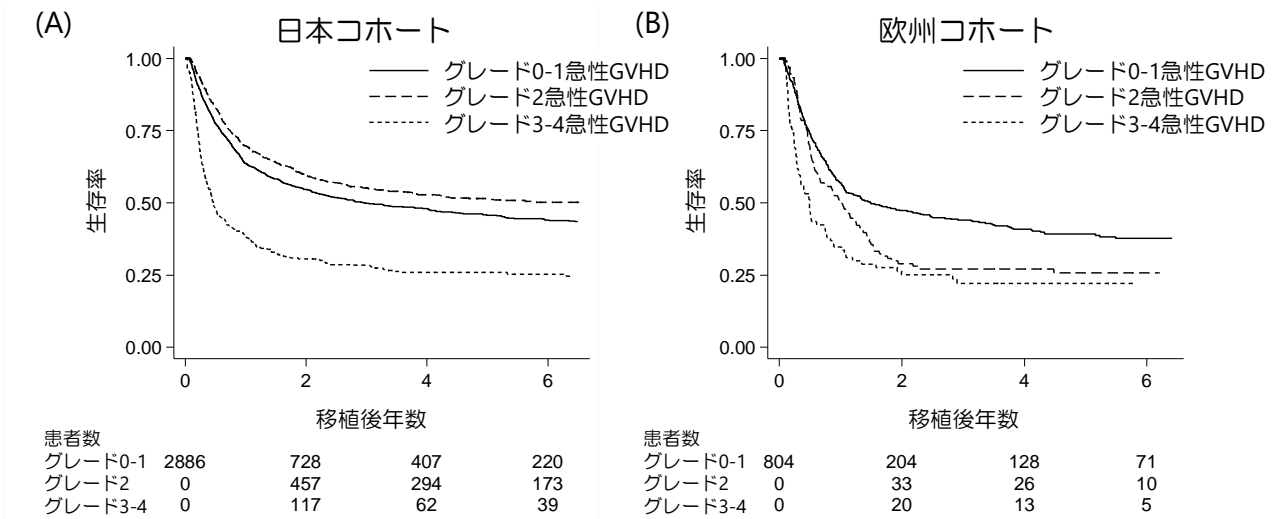 (A)
日本コホート
グレード0-1急性GVHD
グレード2急性GVHD
グレード3-4急性GVHD
1.00
0.75
0.50
0.25
0.00
生存率
0 2 4 6
移植後年数
患者数
グレード0-1 2886 728 407 220
グレード2 0 457 294 173
グレード3-4 0 117 62 39
(B)
欧州コホート
グレード0-1急性GVHD
グレード2急性GVHD
グレード3-4急性GVHD
1.00
0.75
0.50
0.25
0.00
生存率
0 2 4 6
移植後年数
患者数
グレード0-1 804 204 128 71
グレード2 0 33 26 10
グレード3-4 0 20 13 5